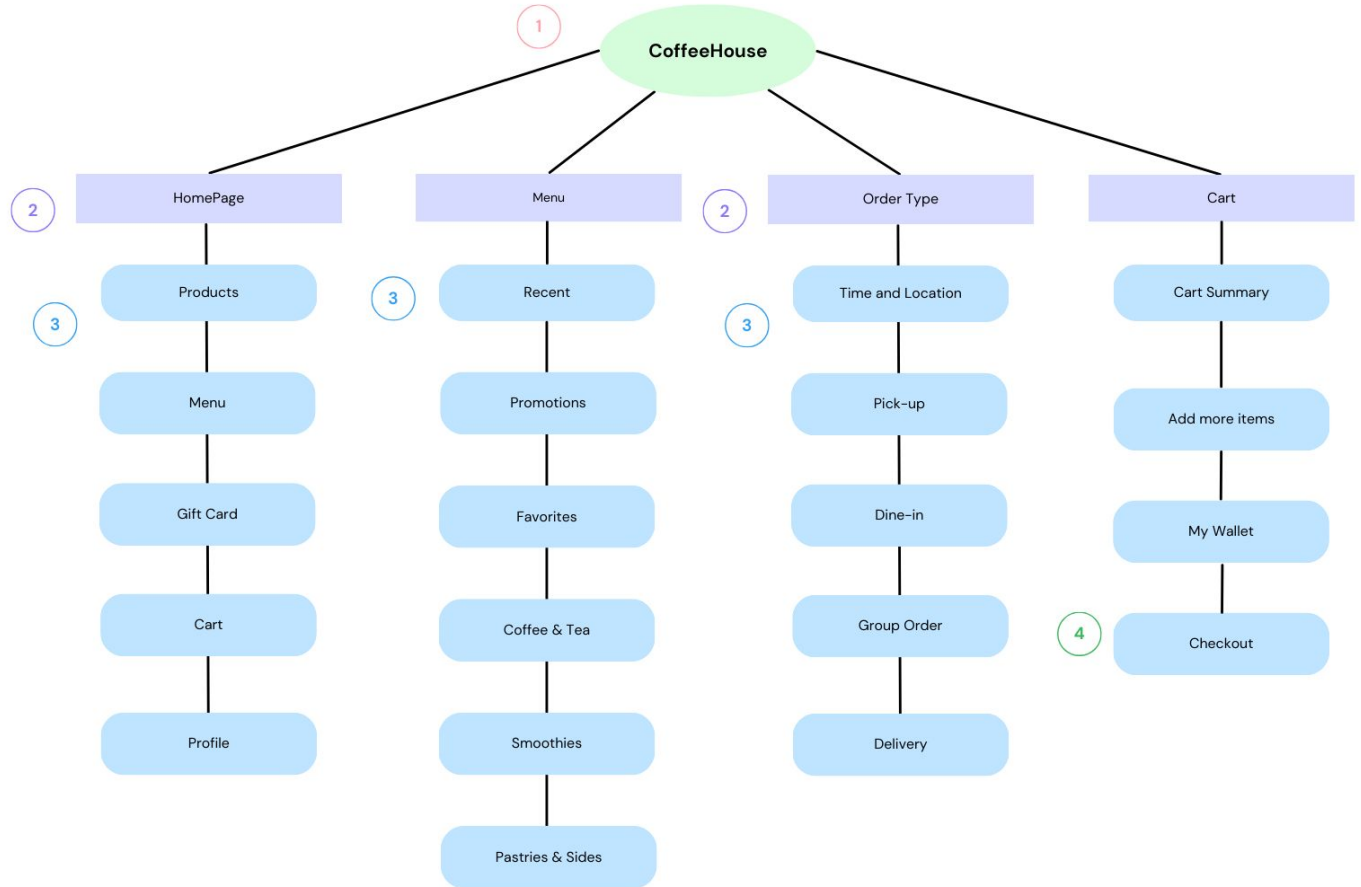 1
CoffeeHouse
2
HomePage
Menu
2
Order Type
Cart
Products
3
Recent
Time and Location
Cart Summary
3
3
Menu
Promotions
Pick-up
Add more items
Gift Card
Favorites
Dine-in
My Wallet
Cart
Coffee & Tea
Group Order
4
Checkout
Profile
Smoothies
Delivery
Pastries & Sides